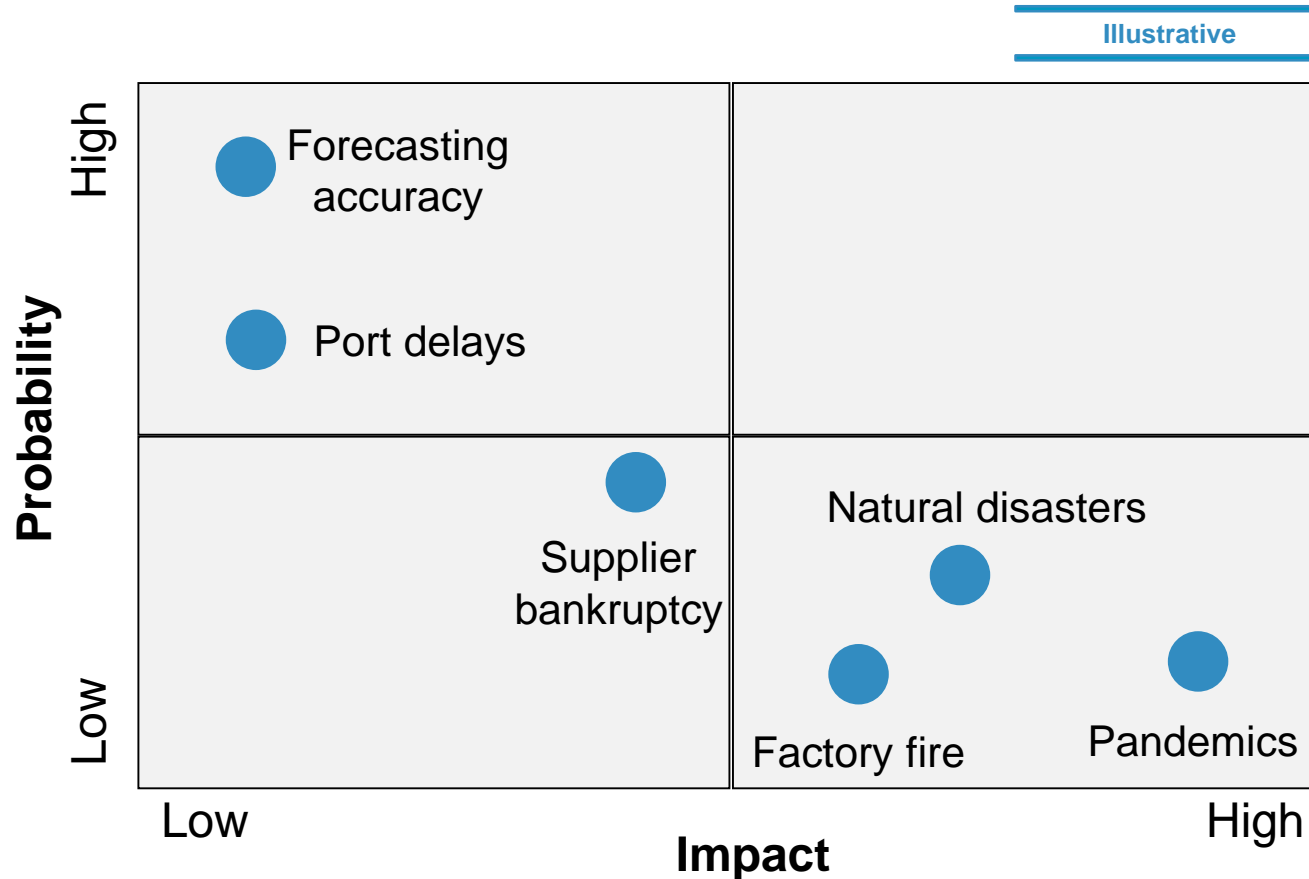 Illustrative
High
Forecasting
accuracy
Port delays
Probability
Natural disasters
Supplier
bankruptcy
Low
Factory fire
Pandemics
Low
High
Impact